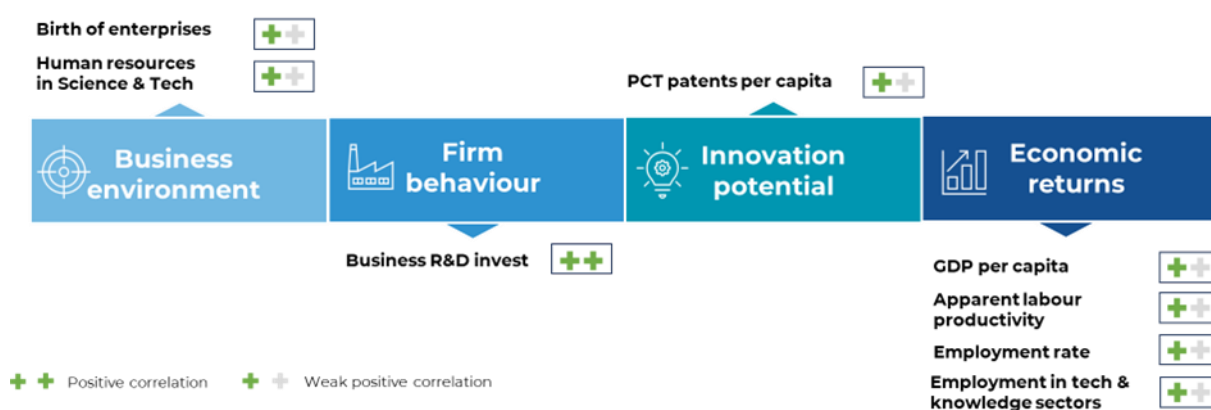 Birth of enterprises
Human resources
in Science & Tech
PCT patents per capita
Business
environment
Firm
behaviour
Innovation
potential
Economic
returns
Business R&D invest
GDP per capita
Apparent labour
productivity
Employment rate
Employment in tech &
knowledge sectors
Positive correlation
Weak positive correlation